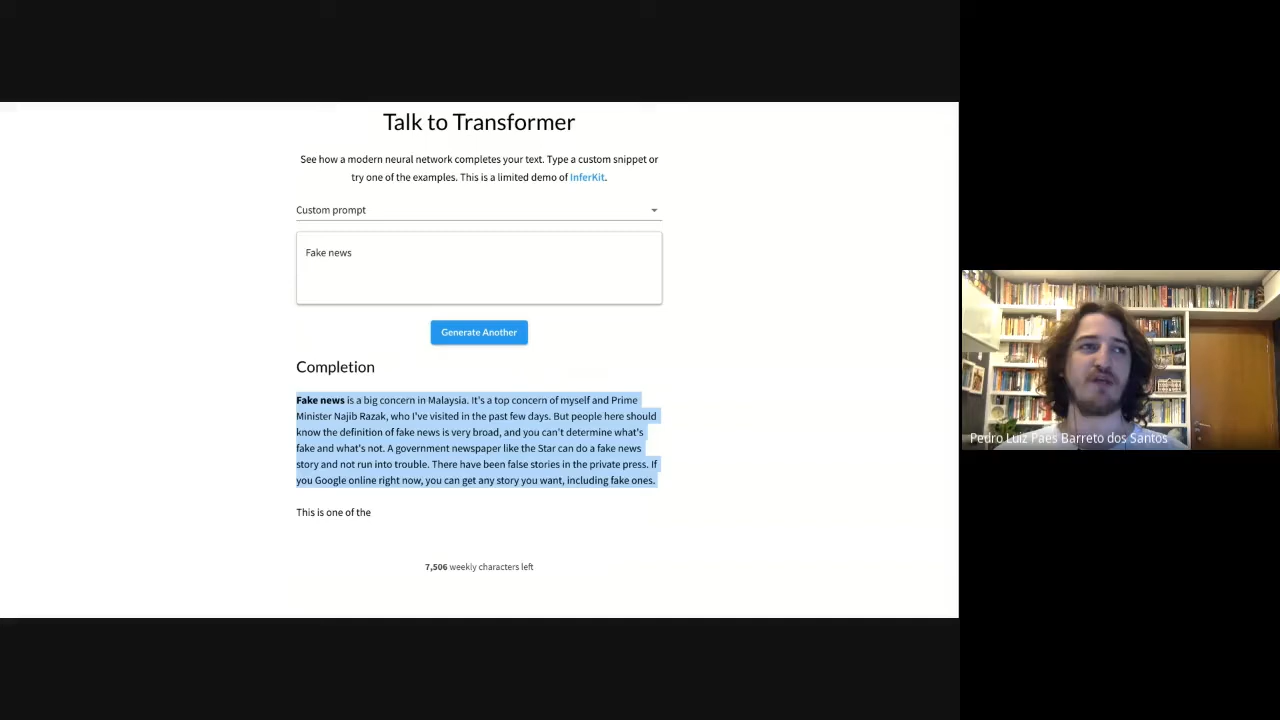 Talk to Transformer
See how a modern neural network completes your text. Type a custom snippet or
try one of the examples. This is a limited demo of InferKit.
Custom prompt
Fake news
Generate Another
Completion
Fake news is a big concern in Malaysia. It's a top concern of myself and Prime
Minister Najib Razak, who I've visited in the past few days. But people here should
know the definition of fake news is very broad, and you can't determine what's
fake and what's not. A government newspaper like the Star can do a fake news
story and not run into trouble. There have been false stories in the private press. If
you Google online right now, you can get any story you want, including fake ones.
This is one of the
7,506 weekly characters left
Pedro Luiz Paes Barreto dos Santos